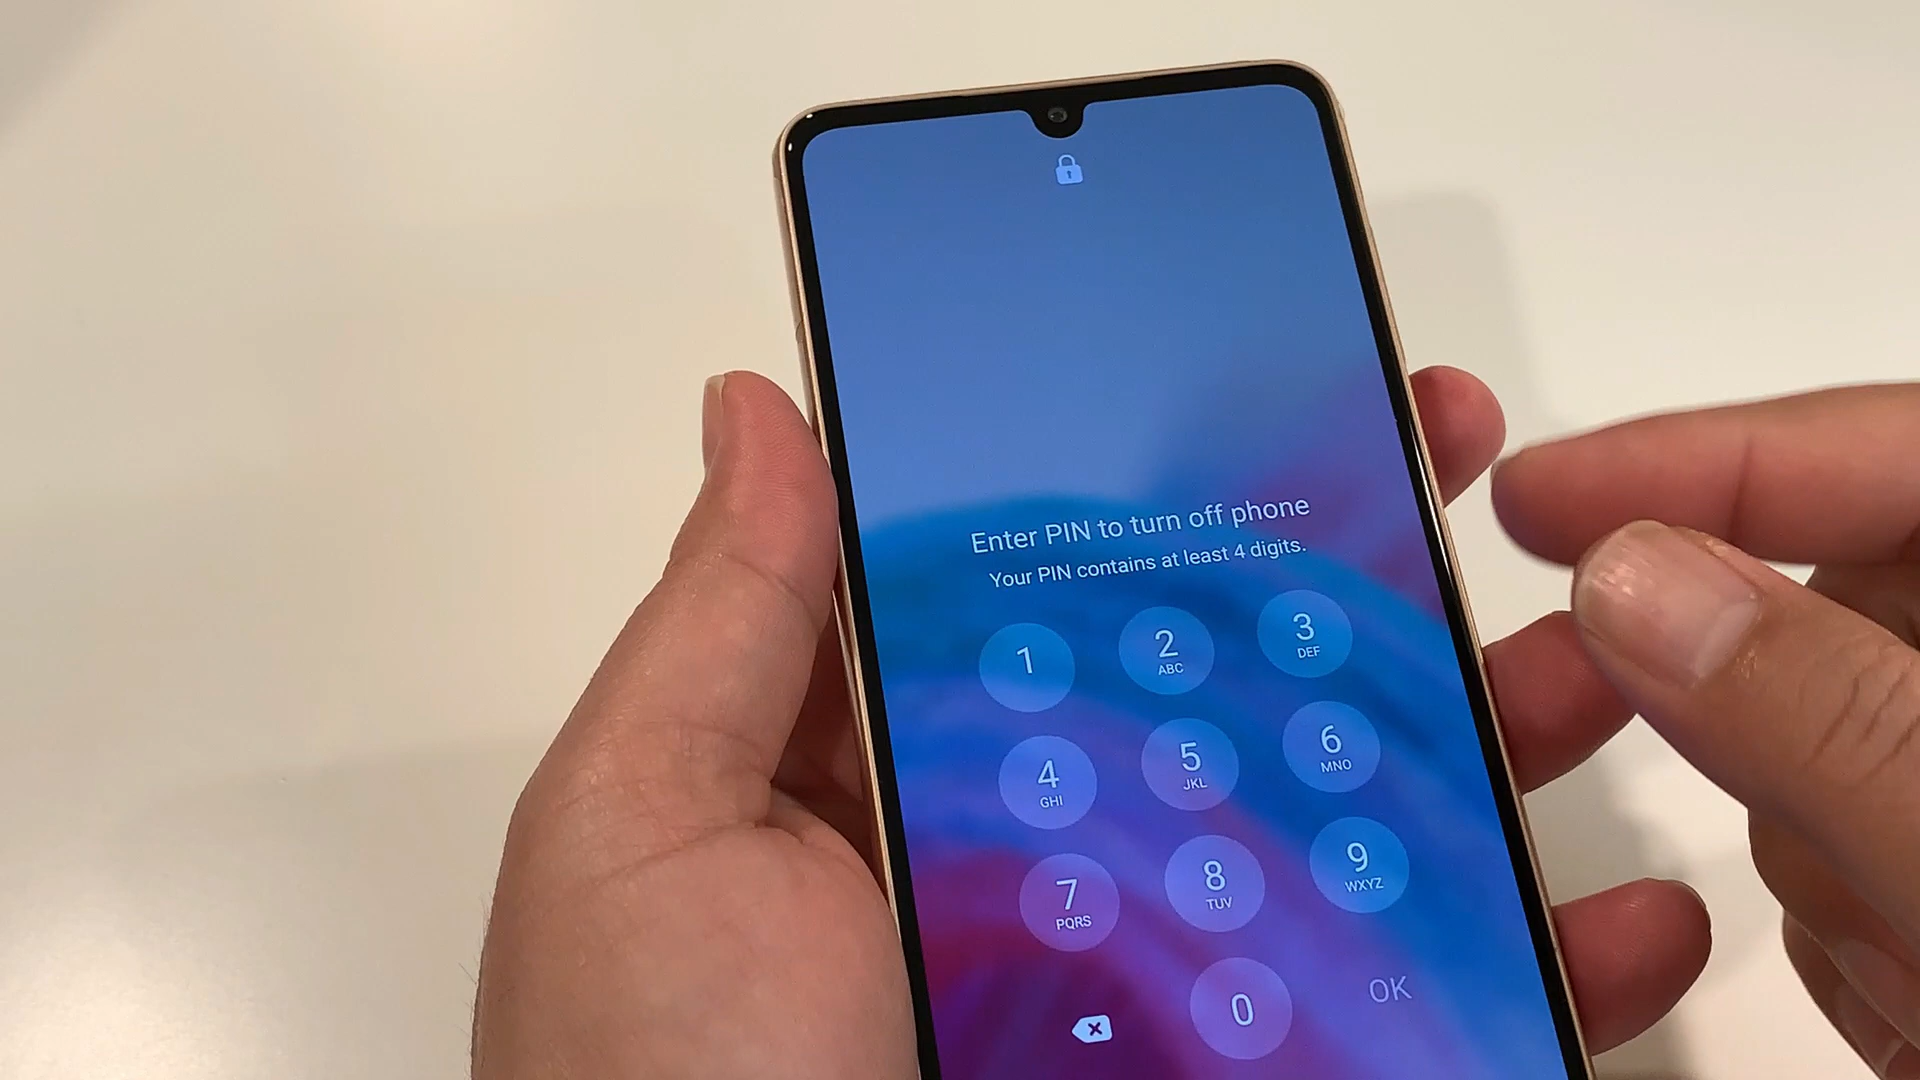 Enter PIN to turn off phone
Your PIN contains at least 4 digits.
1
2
ABC
3
DEF
4
GHI
5
JKL
6
MNO
7
PQRS
8
TUV
9
WXYZ
0
OK